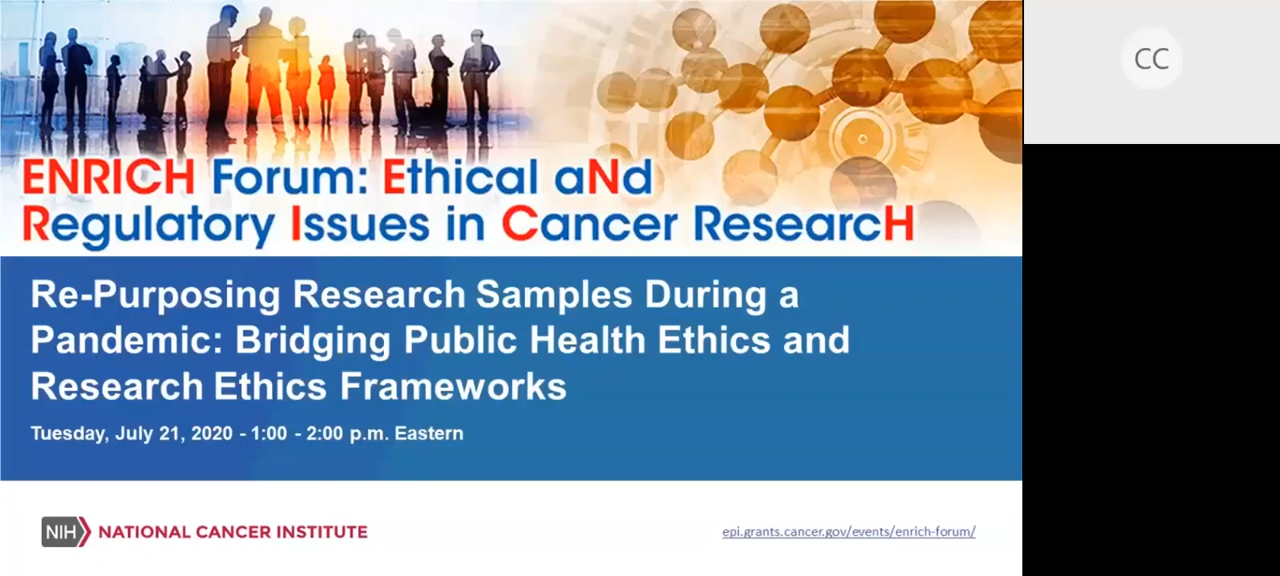 ENRICH Forum: Ethical aNd
Regulatory Issues in Cancer ResearcH
Re-Purposing Research Samples During a
Pandemic: Bridging Public Health Ethics and
Research Ethics Frameworks
Tuesday, July 21, 2020 - 1:00 - 2:00 p.m. Eastern
NIH NATIONAL CANCER INSTITUTE
epi.grants.cancer.gov/events/enrich-forum/
CC